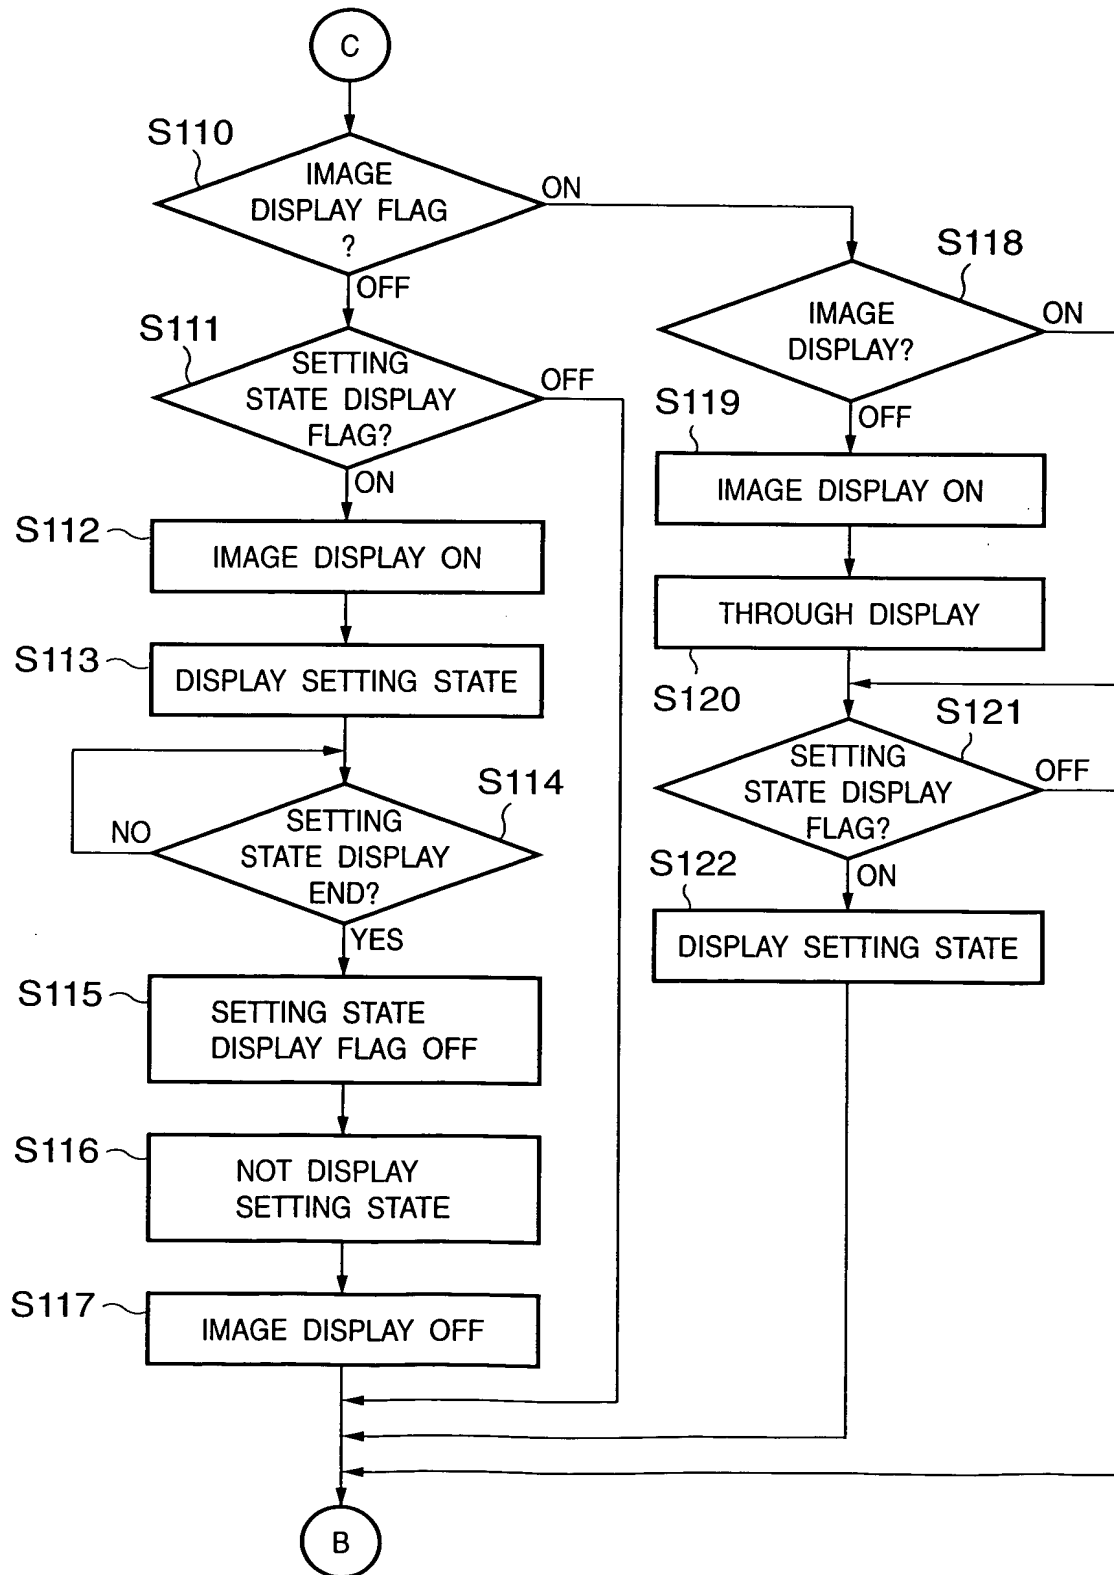 C
S110
IMAGE
DISPLAY FLAG
?
ON
OFF
S111
SETTING
STATE DISPLAY
FLAG?
OFF
ON
S112
IMAGE DISPLAY ON
S113
DISPLAY SETTING STATE
S114
SETTING
STATE DISPLAY
END?
NO
YES
S115
SETTING STATE
DISPLAY FLAG OFF
S116
NOT DISPLAY
SETTING STATE
S117
IMAGE DISPLAY OFF
S118
IMAGE
DISPLAY?
ON
OFF
S119
IMAGE DISPLAY ON
THROUGH DISPLAY
S120
S121
SETTING
STATE DISPLAY
FLAG?
OFF
ON
S122
DISPLAY SETTING STATE
B